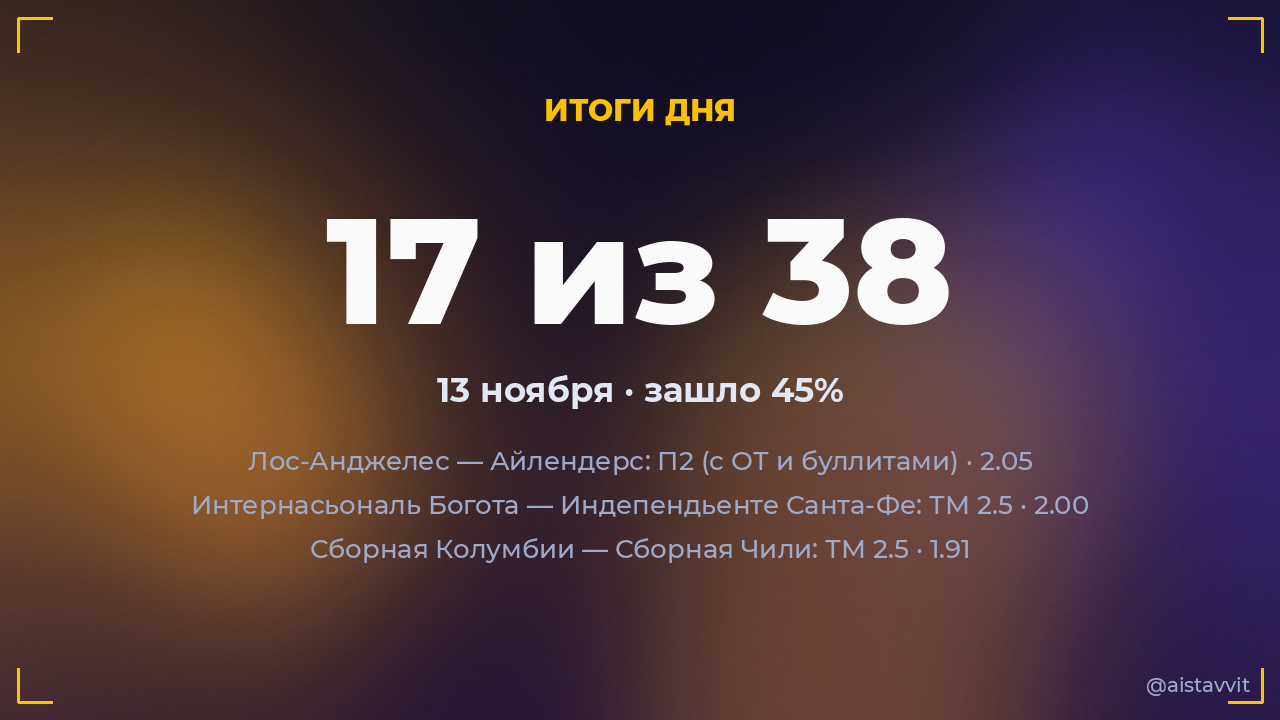 ИТОГИ ДНЯ
17 из 38
13 ноября · зашло 45%
Лос-Анджелес — Айлендерс: П2 (с ОТ и буллитами) · 2.05
Интернасьональ Богота — Индепендьенте Санта-Фе: ТМ 2.5 · 2.00
Сборная Колумбии — Сборная Чили: ТМ 2.5 · 1.91
@aistavvit